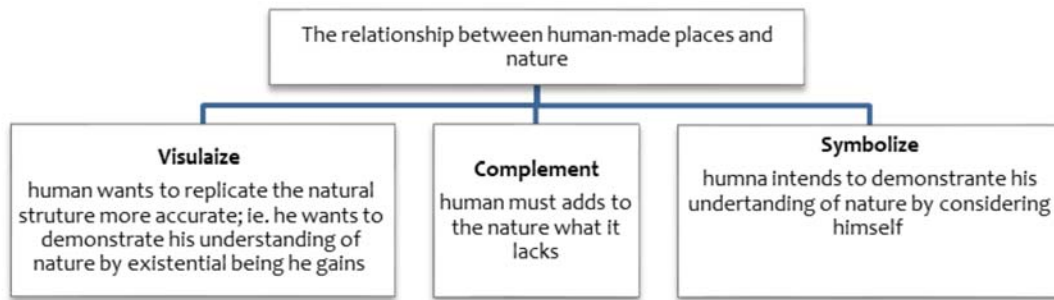 The relationship between human-made places and
nature
Visulaize
human wants to replicate the natural
struture more accurate; ie. he wants to
demonstrate his understanding of
nature by existential being he gains
Complement
human must adds to
the nature what it
lacks
Symbolize
humna intends to demonstrante his
undertanding of nature by considering
himself